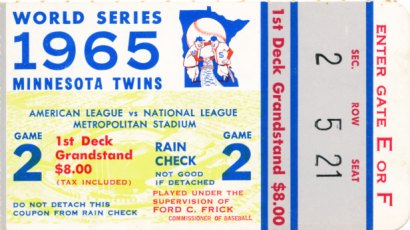 WORLD SERIES
1965
MINNESOTA TWINS
AMERICAN LEAGUE vs NATIONAL LEAGUE
METROPOLITAN STADIUM
GAME
2
1st Deck
Grandstand
$8.00
(TAX INCLUDED)
RAIN
CHECK
NOT GOOD
IF DETACHED
GAME
2
DO NOT DETACH THIS
COUPON FROM RAIN CHECK
PLAYED UNDER THE
SUPERVISION OF
FORD C. FRICK
COMMISSIONER OF BASEBALL
1st Deck Grandstand $8.00
SEC. ROW SEAT
2 5 21
ENTER GATE E OR F